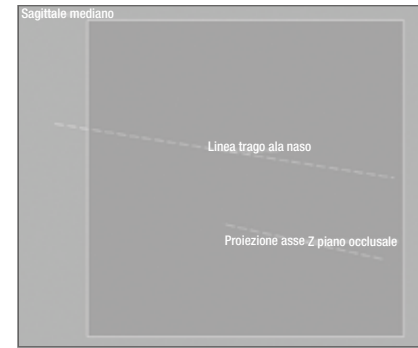 Sagittale mediano
Linea trago ala naso
Proiezione asse Z piano occlusale